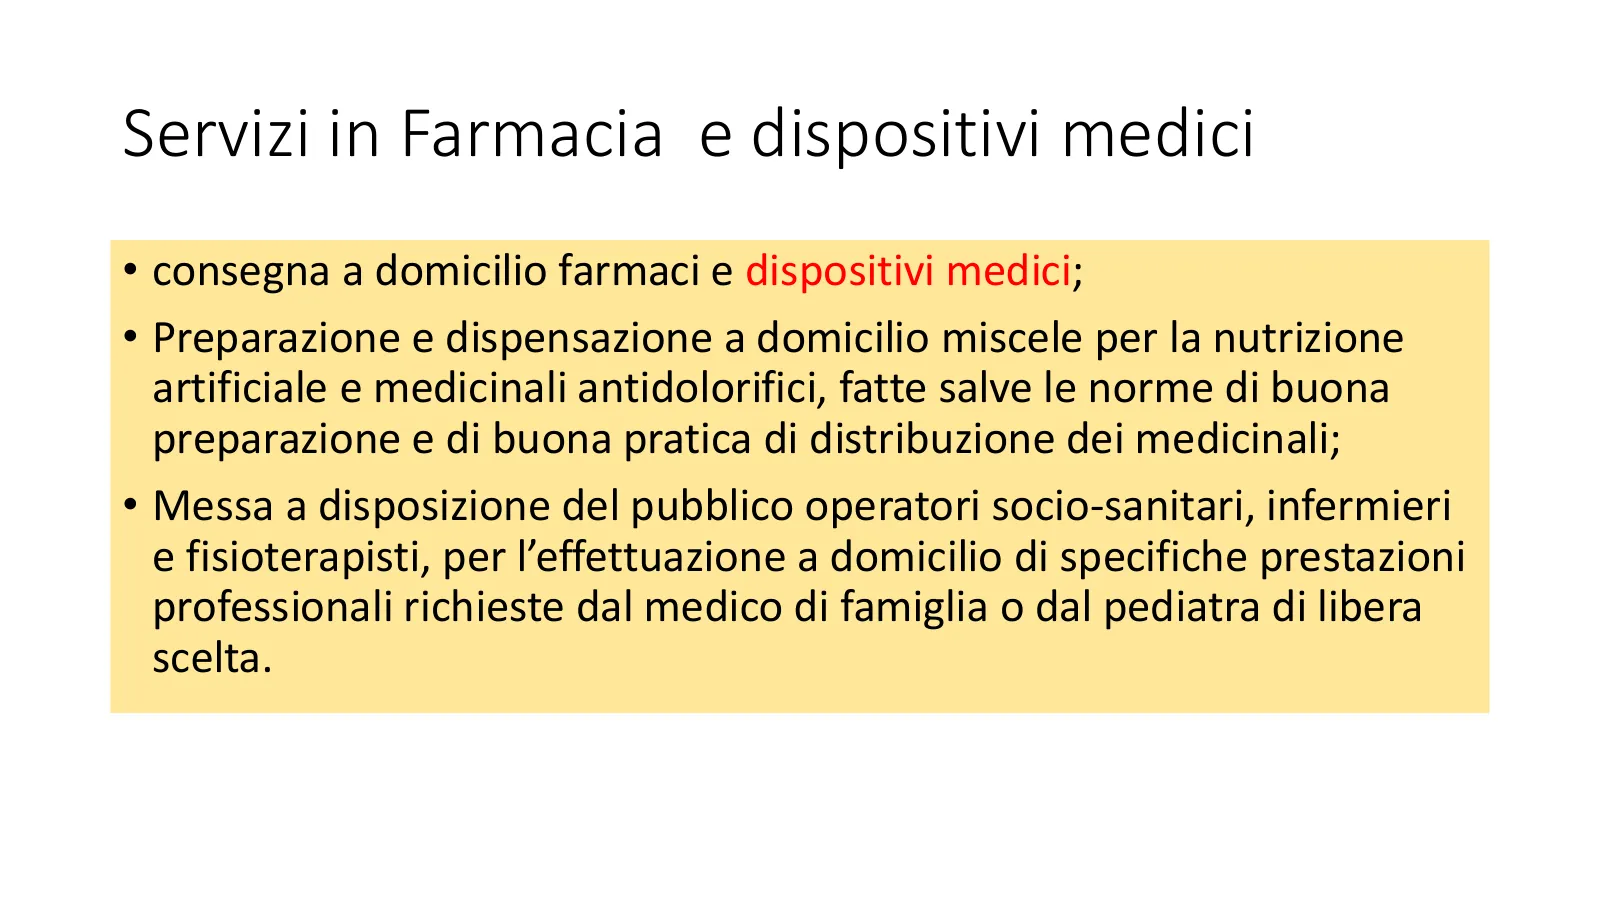 Servizi in Farmacia  e dispositivi medici
• consegna a domicilio farmaci e dispositivi medici;
• Preparazione e dispensazione a domicilio miscele per la nutrizione
artificiale e medicinali antidolorifici, fatte salve le norme di buona
preparazione e di buona pratica di distribuzione dei medicinali;
• Messa a disposizione del pubblico operatori socio-sanitari, infermieri
e fisioterapisti, per l’effettuazione a domicilio di specifiche prestazioni
professionali richieste dal medico di famiglia o dal pediatra di libera
scelta.